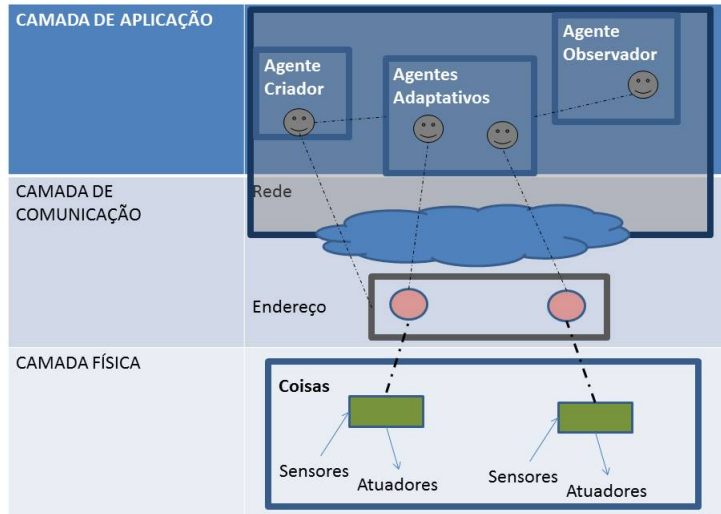 CAMADA DE APLICAÇÃO
Agente
Criador
Agentes
Adaptativos
Agente
Observador
CAMADA DE
COMUNICAÇÃO
Rede
Endereço
CAMADA FÍSICA
Coisas
Sensores
Atuadores
Sensores
Atuadores